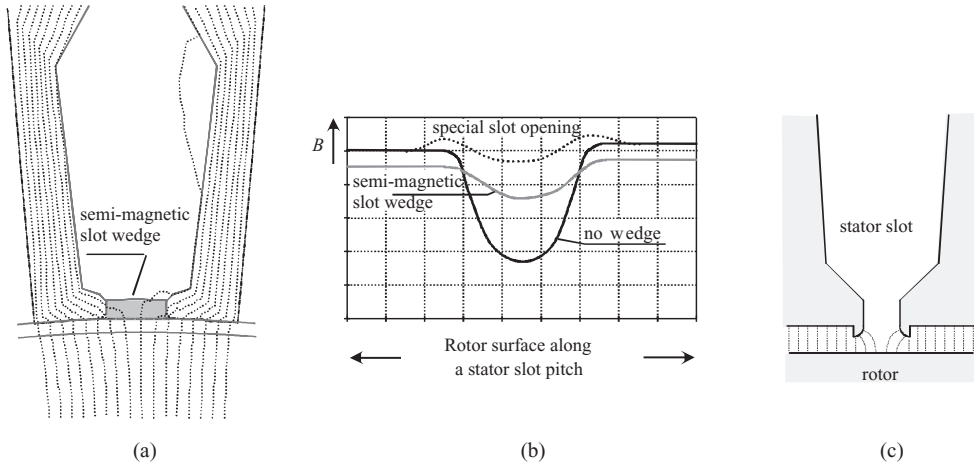 semi-magnetic
slot wedge
(a)
B
special slot opening
semi-magnetic
slot wedge
no wedge
Rotor surface along
a stator slot pitch
(b)
stator slot
rotor
(c)